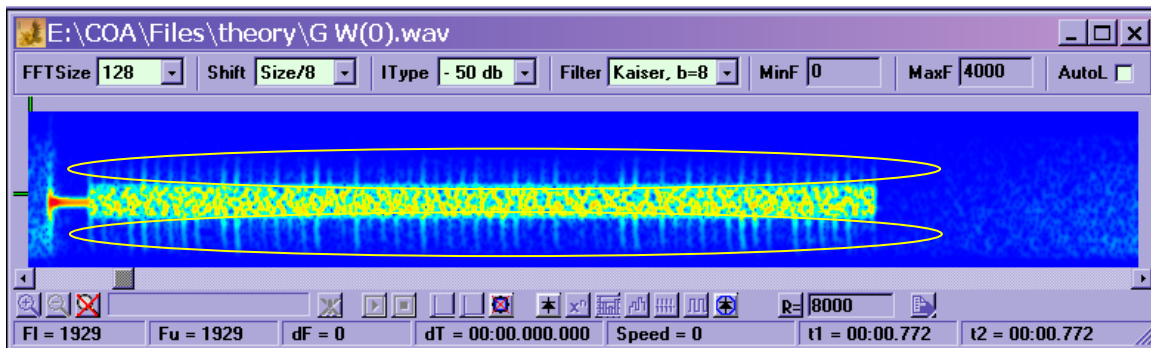 E:\COA\Files\theory\G W(0).wav
FFTSize 128 Shift Size/8 IType - 50 db Filter Kaiser, b=8 MinF 0 MaxF 4000 AutoL
R= 8000
Fl = 1929 Fu = 1929 dF = 0 dT = 00:00.000.000 Speed = 0 t1 = 00:00.772 t2 = 00:00.772